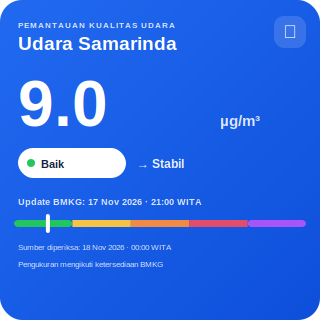 PEMANTAUAN KUALITAS UDARA
Udara Samarinda
9.0
µg/m³
Baik
→ Stabil
Update BMKG: 17 Nov 2026 · 21:00 WITA
Sumber diperiksa: 18 Nov 2026 · 00:00 WITA
Pengukuran mengikuti ketersediaan BMKG